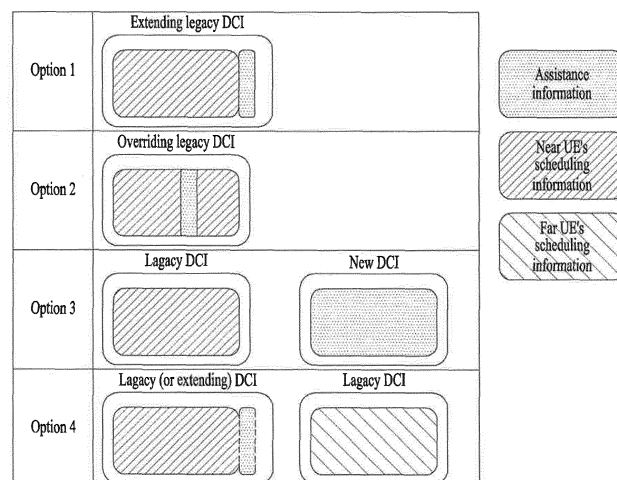 Extending legacy DCI
Option 1
Overriding legacy DCI
Option 2
Lagacy DCI
New DCI
Option 3
Lagacy (or extending) DCI
Lagacy DCI
Option 4
Assistance
information
Near UE's
scheduling
information
Far UE's
scheduling
information